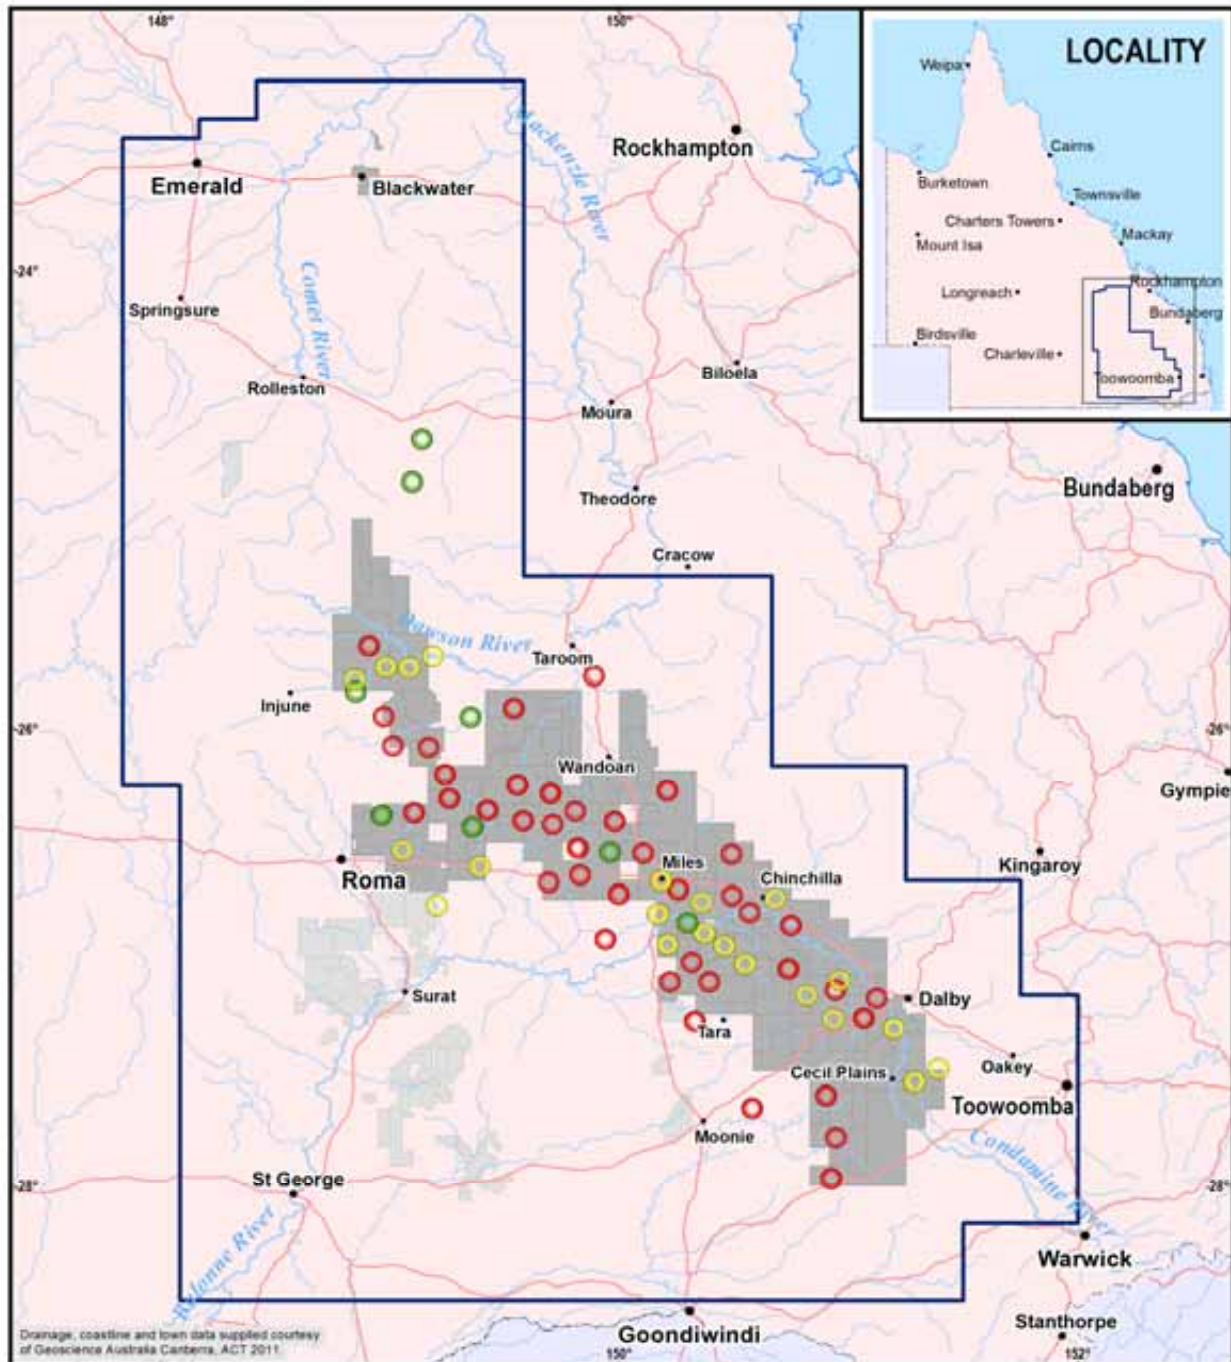 148°
150°
LOCALITY
Weipa
Cairns
Burketown
Townsville
Charters Towers
Mount Isa
Mackay
Longreach
Rockhampton
Bundaberg
Birdsville
Charleville
Toowoomba
Mackenzie River
Rockhampton
Emerald
Blackwater
-24°
Comet River
Springsure
Biloela
Rolleston
Moura
Bundaberg
Theodore
Cracow
Dawson River
Taroom
Injune
-26°
-26°
Wandoan
Gympie
Miles
Kingaroy
Roma
Chinchilla
Surat
Dalby
Tara
Oakey
Cecil Plains
Toowoomba
Moonie
Condamine River
St George
-28°
-28°
Balonne River
Warwick
Goondiwindi
Stanthorpe
Drainage, coastline and town data supplied courtesy
of Geoscience Australia Canberra, ACT 2011.
150°
152°